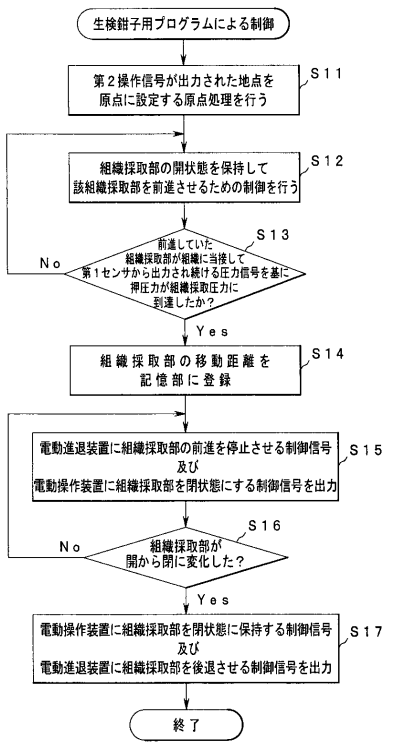 生検鉗子用プログラムによる制御
S11
第2操作信号が出力された地点を
原点に設定する原点処理を行う
S12
組織採取部の開状態を保持して
該組織採取部を前進させるための制御を行う
S13
前進していた
組織採取部が組織に当接して
第1センサから出力され続ける圧力信号を基に
押圧力が組織採取圧力に
到達したか?
No
Yes
S14
組織採取部の移動距離を
記憶部に登録
S15
電動進退装置に組織採取部の前進を停止させる制御信号
及び
電動操作装置に組織採取部を閉状態にする制御信号を出力
S16
組織採取部が
開から閉に変化した?
No
Yes
S17
電動操作装置に組織採取部を閉状態に保持する制御信号
及び
電動進退装置に組織採取部を後退させる制御信号を出力
終了